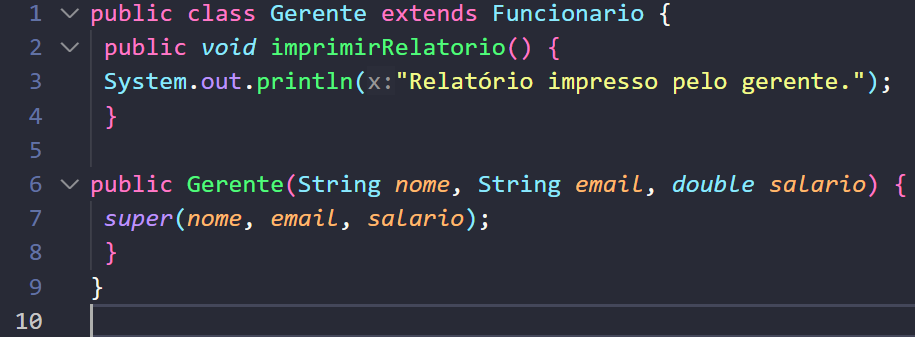 1 public class Gerente extends Funcionario {
2 public void imprimirRelatorio() {
3 System.out.println(x:"Relatório impresso pelo gerente.");
4 }
5
6 public Gerente(String nome, String email, double salario) {
7 super(nome, email, salario);
8 }
9 }
10